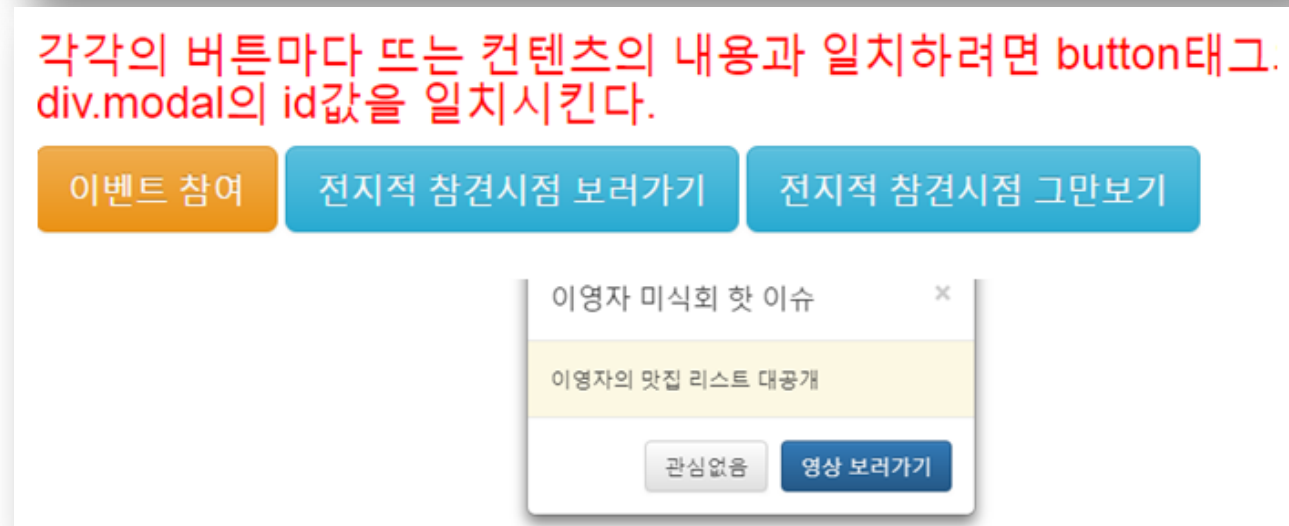 각각의 버튼마다 뜨는 컨텐츠의 내용과 일치하려면 button태그.
div.modal의 id값을 일치시킨다.
이벤트 참여 전지적 참견시점 보러가기 전지적 참견시점 그만보기
이영자 미식회 핫 이슈 ×
이영자의 맛집 리스트 대공개
관심없음 영상 보러가기